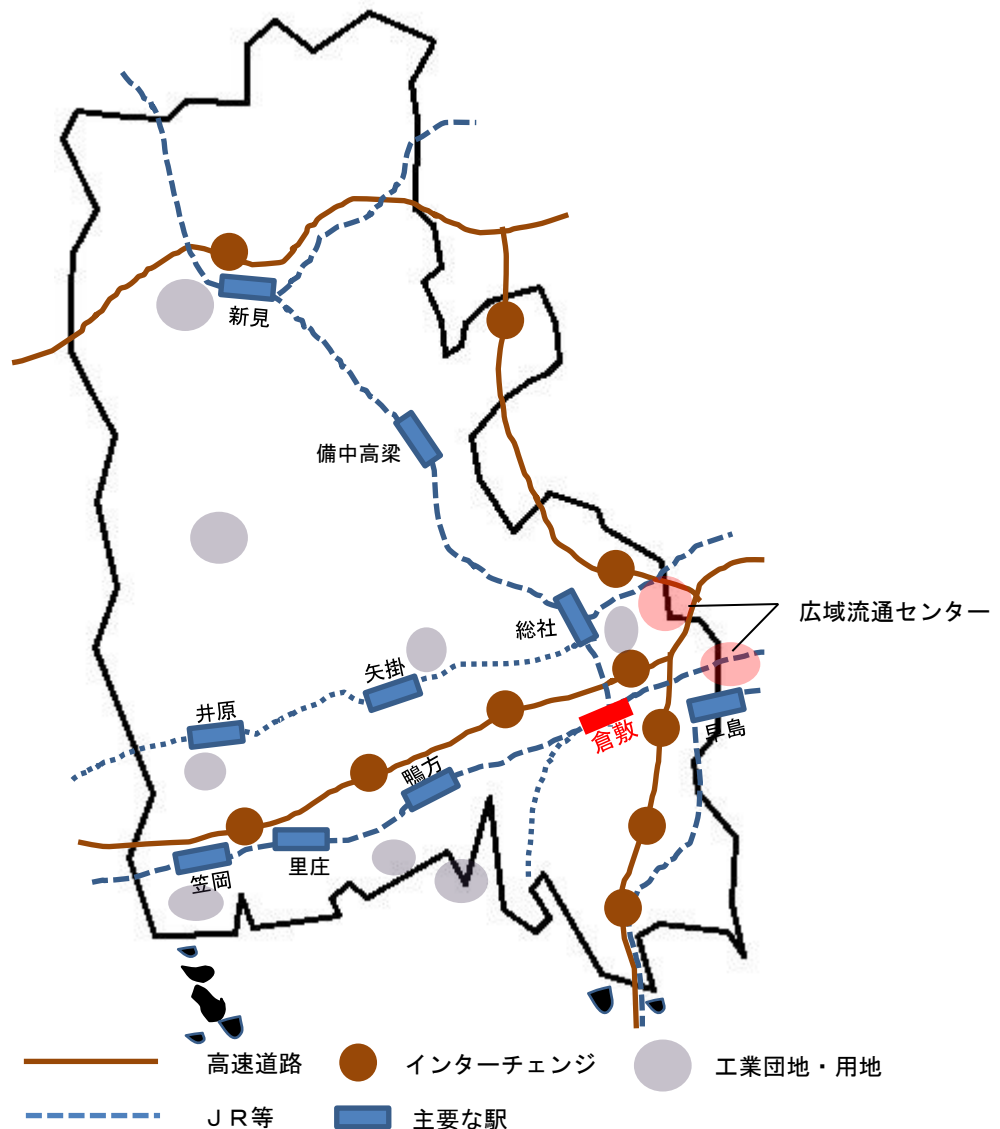 新見
備中高梁
広域流通センター
総社
矢掛
井原
倉敷
早島
鴨方
里庄
笠岡
高速道路
インターチェンジ
工業団地・用地
ＪＲ等
主要な駅